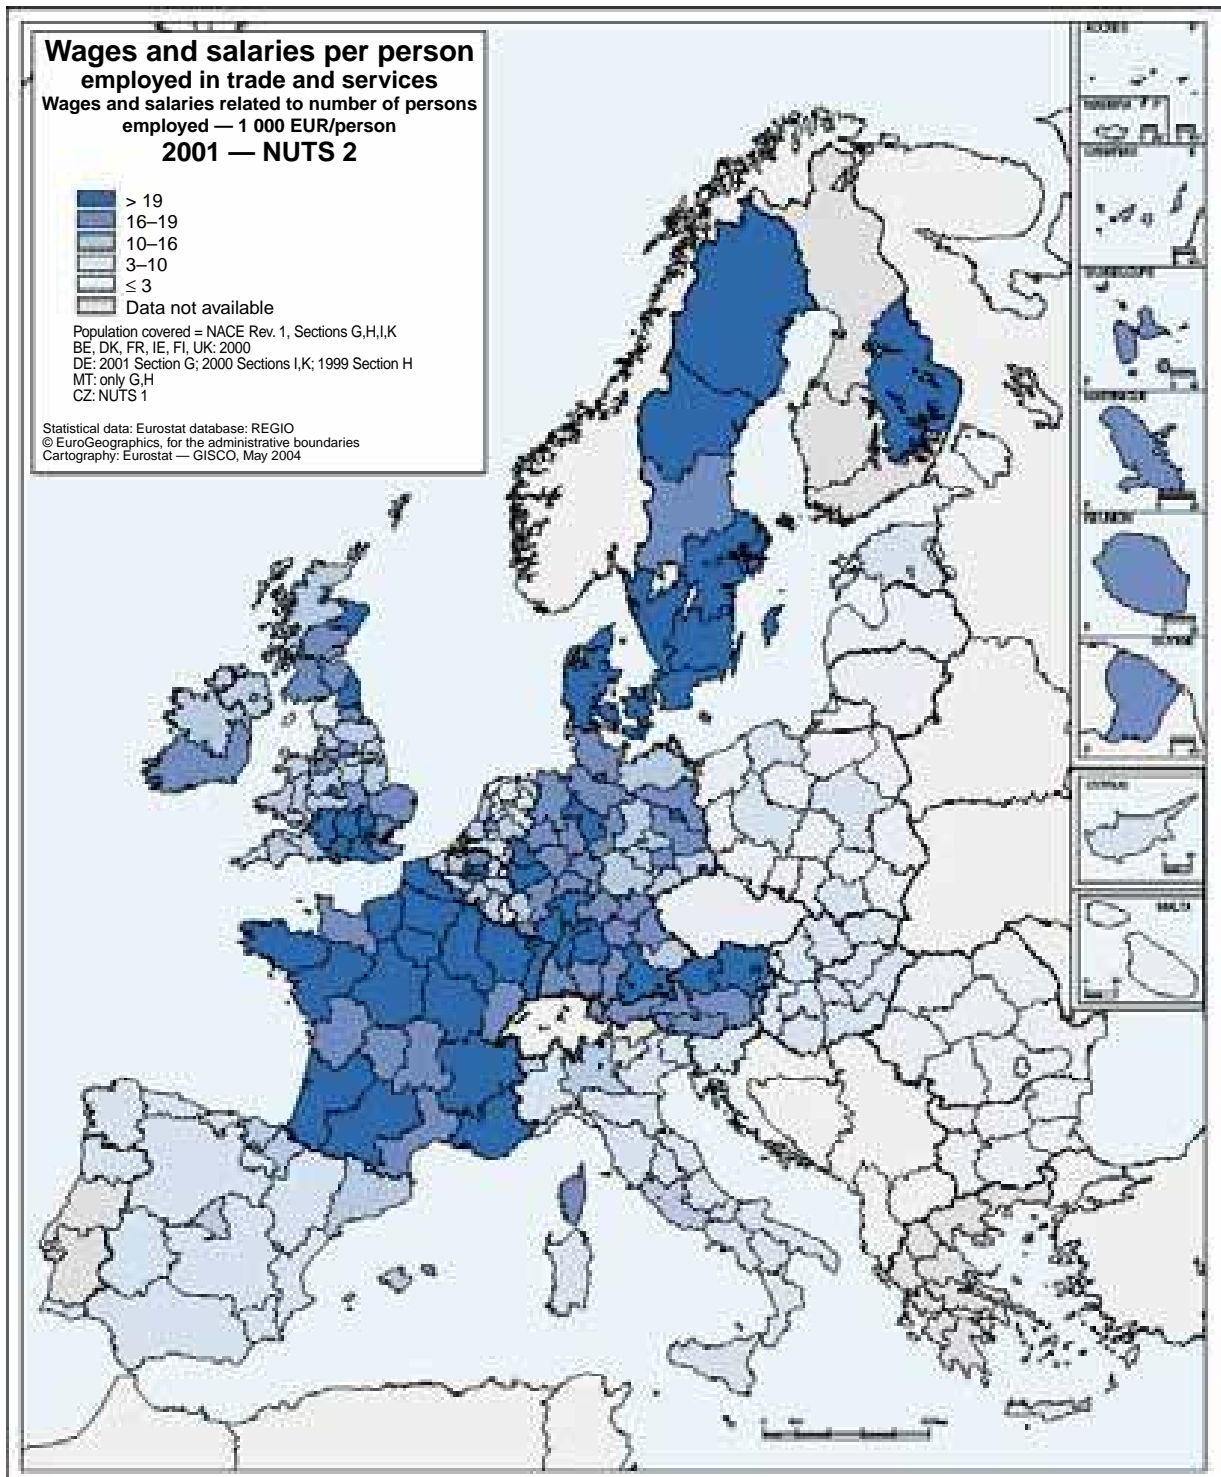 Wages and salaries per person
employed in trade and services
Wages and salaries related to number of persons
employed — 1 000 EUR/person
2001 — NUTS 2
> 19
16–19
10–16
3–10
≤ 3
Data not available
Population covered = NACE Rev. 1, Sections G,H,I,K
BE, DK, FR, IE, FI, UK: 2000
DE: 2001 Section G; 2000 Sections I,K; 1999 Section H
MT: only G,H
CZ: NUTS 1
Statistical data: Eurostat database: REGIO
© EuroGeographics, for the administrative boundaries
Cartography: Eurostat — GISCO, May 2004
MALTA